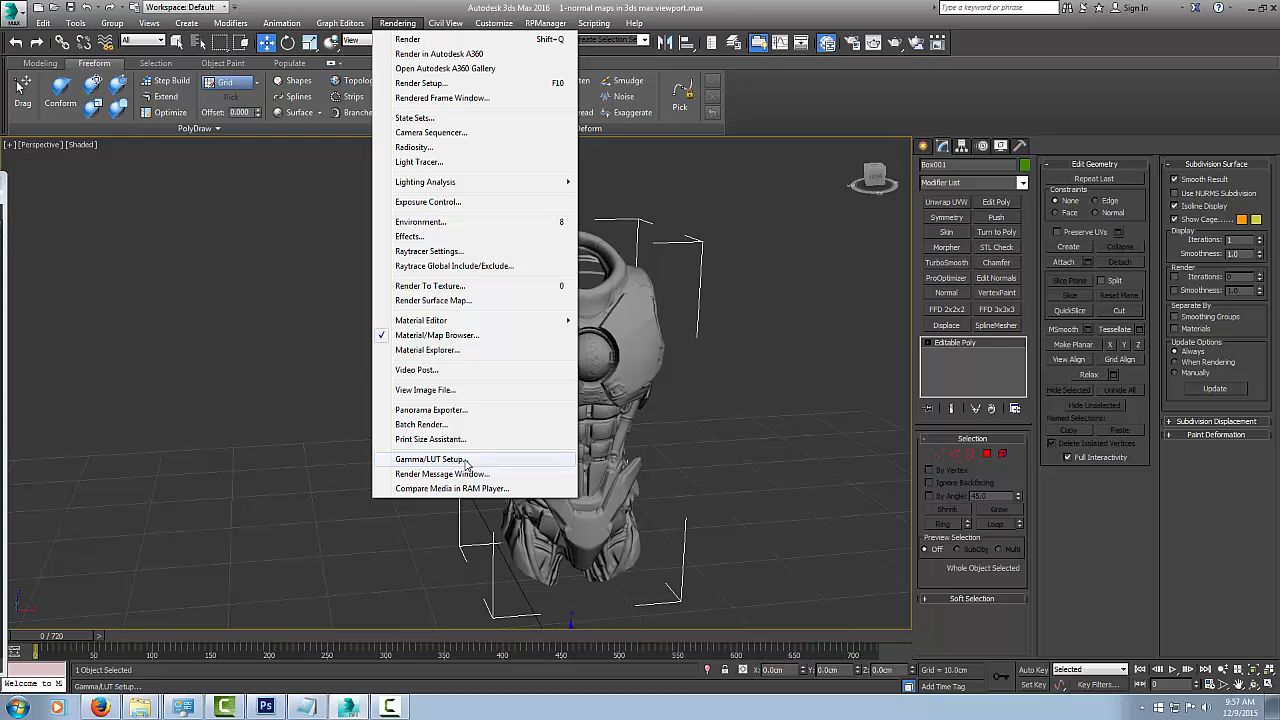 Workspace: Default
Autodesk 3ds Max 2016    1-normal maps in 3ds max viewport.max
Type a keyword or phrase
Sign In
MAX
Edit Tools Group Views Create Modifiers Animation Graph Editors Rendering Civil View Customize RPManager Scripting Help
All
View
Modeling Freeform Selection Object Paint Populate
Drag
Conform
Step Build
Extend
Optimize
Grid
Pick
Offset: 0.000
Shapes
Splines
Surface
Strips
Smudge
Noise
Exaggerate
Pick
PolyDraw
[+] [Perspective] [Shaded]
Render Shift+Q
Render in Autodesk A360
Open Autodesk A360 Gallery
Render Setup... F10
Rendered Frame Window...
State Sets...
Camera Sequencer...
Radiosity...
Light Tracer...
Lighting Analysis
Exposure Control...
Environment... 8
Effects...
Raytracer Settings...
Raytrace Global Include/Exclude...
Render To Texture... 0
Render Surface Map...
Material Editor
Material/Map Browser...
Material Explorer...
Video Post...
View Image File...
Panorama Exporter...
Batch Render...
Print Size Assistant...
Gamma/LUT Setup...
Render Message Window...
Compare Media in RAM Player...
Box001
Modifier List
Unwrap UVW Edit Poly
Symmetry Push
Skin Turn to Poly
Morpher STL Check
TurboSmooth Chamfer
ProOptimizer Edit Normals
Normal VertexPaint
FFD 2x2x2 FFD 3x3x3
Displace SplineMesher
Editable Poly
Selection
By Vertex
Ignore Backfacing
By Angle: 45.0
Shrink Grow
Ring Loop
Preview Selection
Off SubObj Multi
Whole Object Selected
Soft Selection
Edit Geometry
Repeat Last
Constraints
None Edge
Face Normal
Preserve UVs
Create Collapse
Attach Detach
Slice Plane Split
Slice Reset Plane
QuickSlice Cut
MSmooth Tessellate
Make Planar X Y Z
View Align Grid Align
Relax
Hide Selected Unhide All
Hide Unselected
Named Selections:
Copy Paste
Delete Isolated Vertices
Full Interactivity
Subdivision Surface
Smooth Result
Use NURMS Subdivision
Isoline Display
Show Cage......
Display
Iterations: 1
Smoothness: 1.0
Render
Iterations: 0
Smoothness: 1.0
Separate By
Smoothing Groups
Materials
Update Options
Always
When Rendering
Manually
Update
Subdivision Displacement
Paint Deformation
0 / 720
0 50 100 150 200 250 300 350 400 450 500 550 600 650 700
1 Object Selected
X: 0.0cm Y: 0.0cm Z: 0.0cm
Grid = 10.0cm
Auto Key Selected
Welcome to M
Gamma/LUT Setup...
Add Time Tag
Set Key Key Filters...
0
9:57 AM
12/9/2015